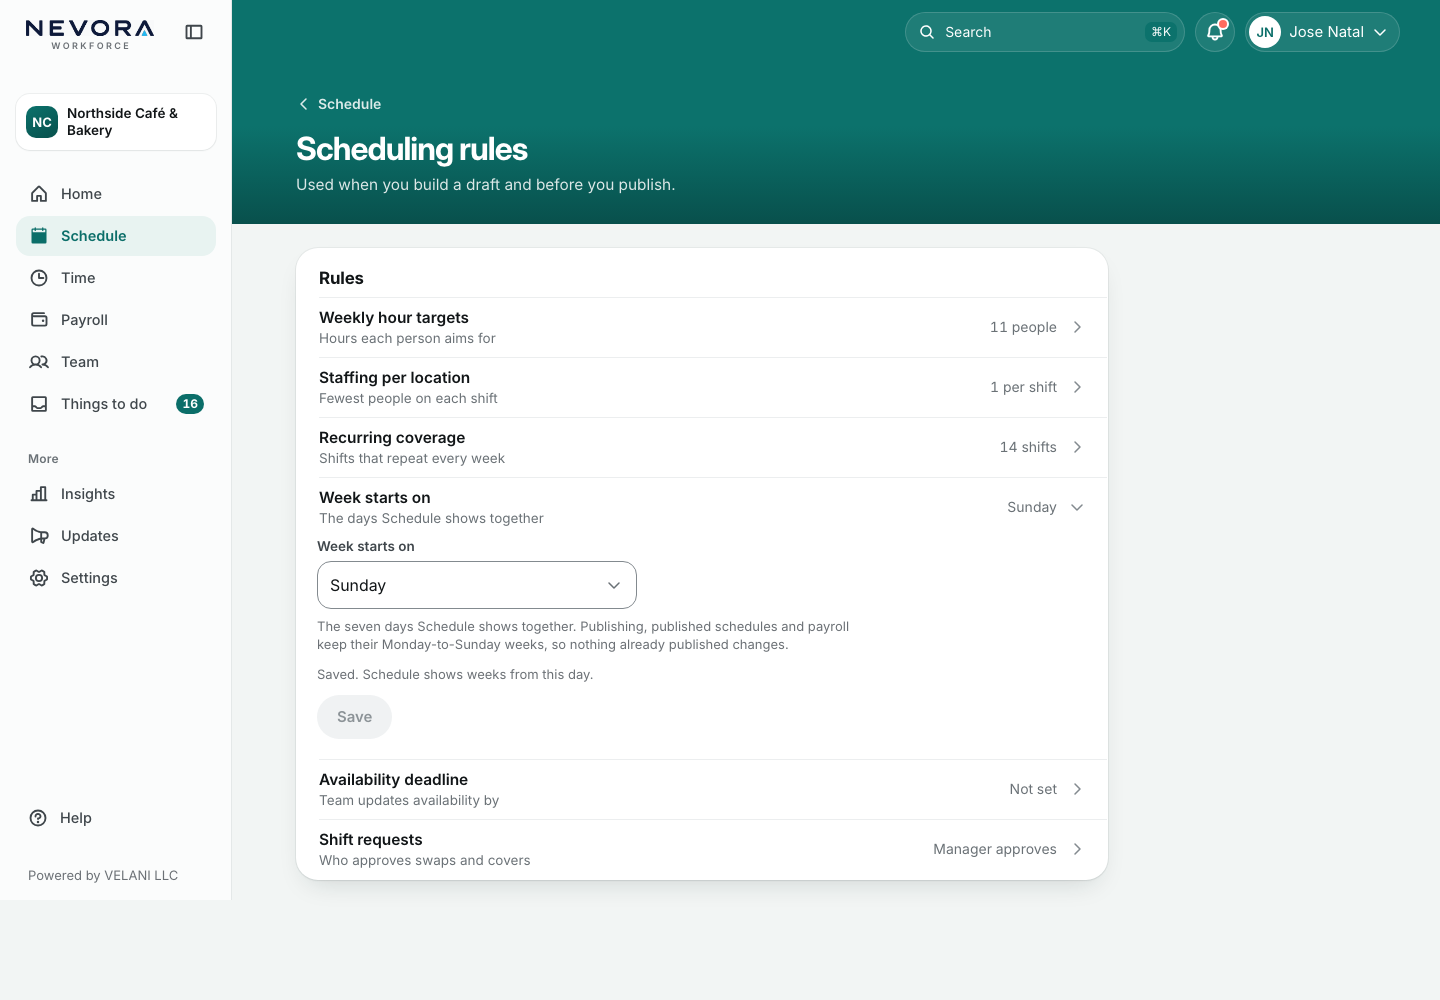 NEVORA
WORKFORCE
Search
⌘K
JN
Jose Natal
NC
Northside Café &
Bakery
Home
Schedule
Time
Payroll
Team
Things to do
16
More
Insights
Updates
Settings
Help
Powered by VELANI LLC
Schedule
Scheduling rules
Used when you build a draft and before you publish.
Rules
Weekly hour targets
Hours each person aims for
11 people
Staffing per location
Fewest people on each shift
1 per shift
Recurring coverage
Shifts that repeat every week
14 shifts
Week starts on
The days Schedule shows together
Sunday
Week starts on
Sunday
The seven days Schedule shows together. Publishing, published schedules and payroll
keep their Monday-to-Sunday weeks, so nothing already published changes.
Saved. Schedule shows weeks from this day.
Save
Availability deadline
Team updates availability by
Not set
Shift requests
Who approves swaps and covers
Manager approves